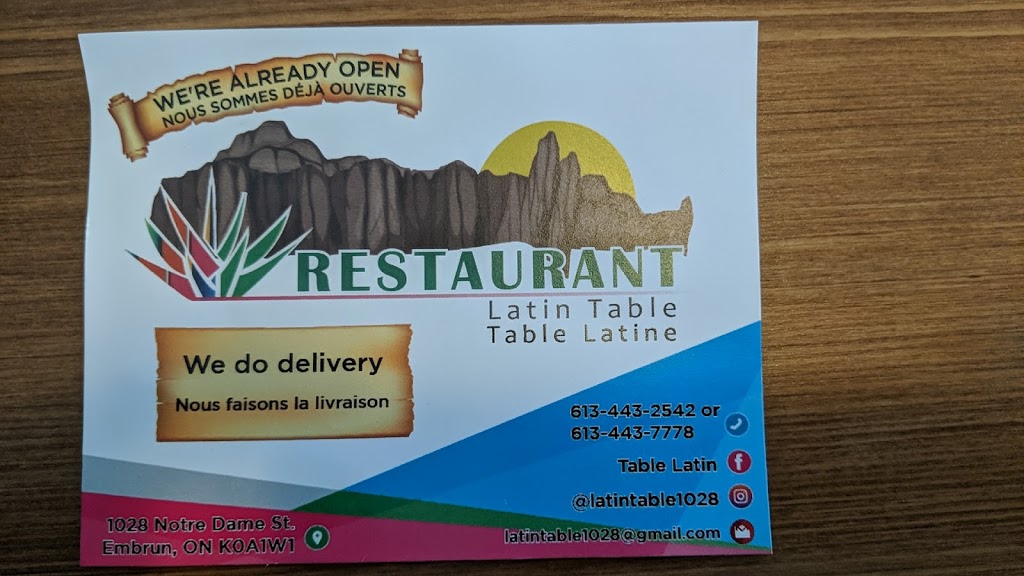 WE'RE ALREADY OPEN
NOUS SOMMES DÉJÀ OUVERTS
RESTAURANT
Latin Table
Table Latine
We do delivery
Nous faisons la livraison
613-443-2542 or
613-443-7778
Table Latin
@latintable1028
latintable1028@gmail.com
1028 Notre Dame St.
Embrun, ON K0A1W1